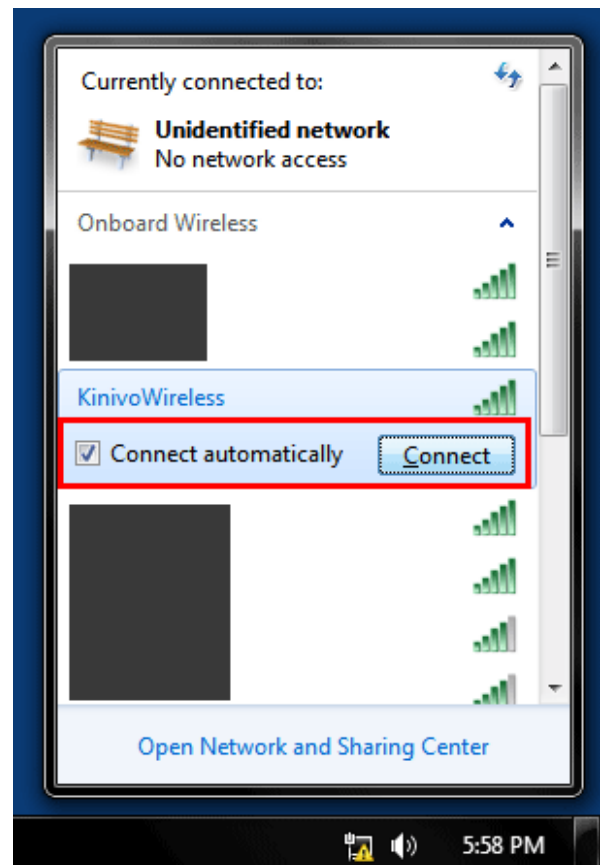 Currently connected to:
Unidentified network
No network access
Onboard Wireless
KinivoWireless
Connect automatically
Connect
Open Network and Sharing Center
5:58 PM